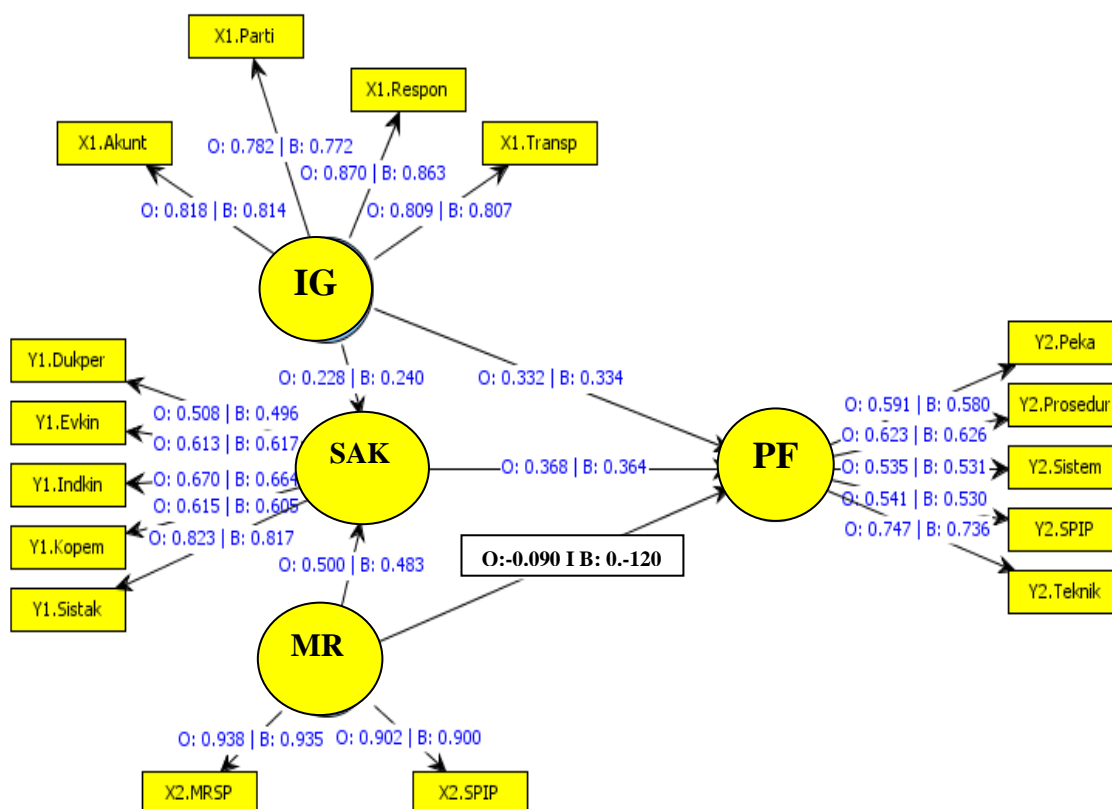 X1.Parti
X1.Respon
X1.Akunt
X1.Transp
O: 0.782 | B: 0.772
O: 0.870 | B: 0.863
O: 0.818 | B: 0.814
O: 0.809 | B: 0.807
IG
Y1.Dukper
Y1.Evkin
Y1.Indkin
Y1.Kopem
Y1.Sistak
O: 0.508 | B: 0.496
O: 0.613 | B: 0.617
O: 0.670 | B: 0.664
O: 0.615 | B: 0.605
O: 0.823 | B: 0.817
O: 0.228 | B: 0.240
O: 0.332 | B: 0.334
SAK
O: 0.368 | B: 0.364
PF
O: 0.500 | B: 0.483
O:-0.090 I B: 0.-120
MR
O: 0.938 | B: 0.935
O: 0.902 | B: 0.900
X2.MRSP
X2.SPIP
Y2.Peka
Y2.Prosedur
Y2.Sistem
Y2.SPIP
Y2.Teknik
O: 0.591 | B: 0.580
O: 0.623 | B: 0.626
O: 0.535 | B: 0.531
O: 0.541 | B: 0.530
O: 0.747 | B: 0.736